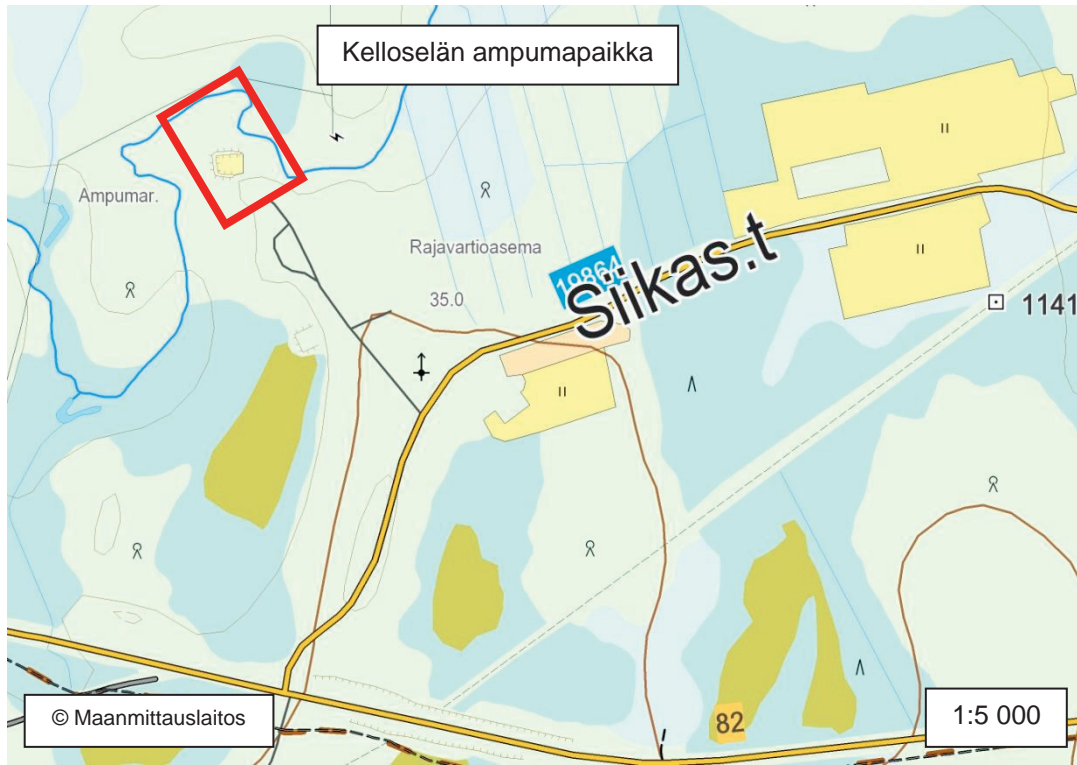 Kelloselän ampumapaikka
Ampumar.
Rajavartioasema
19864
Siikas.t
35.0
1141
82
© Maanmittauslaitos
1:5 000